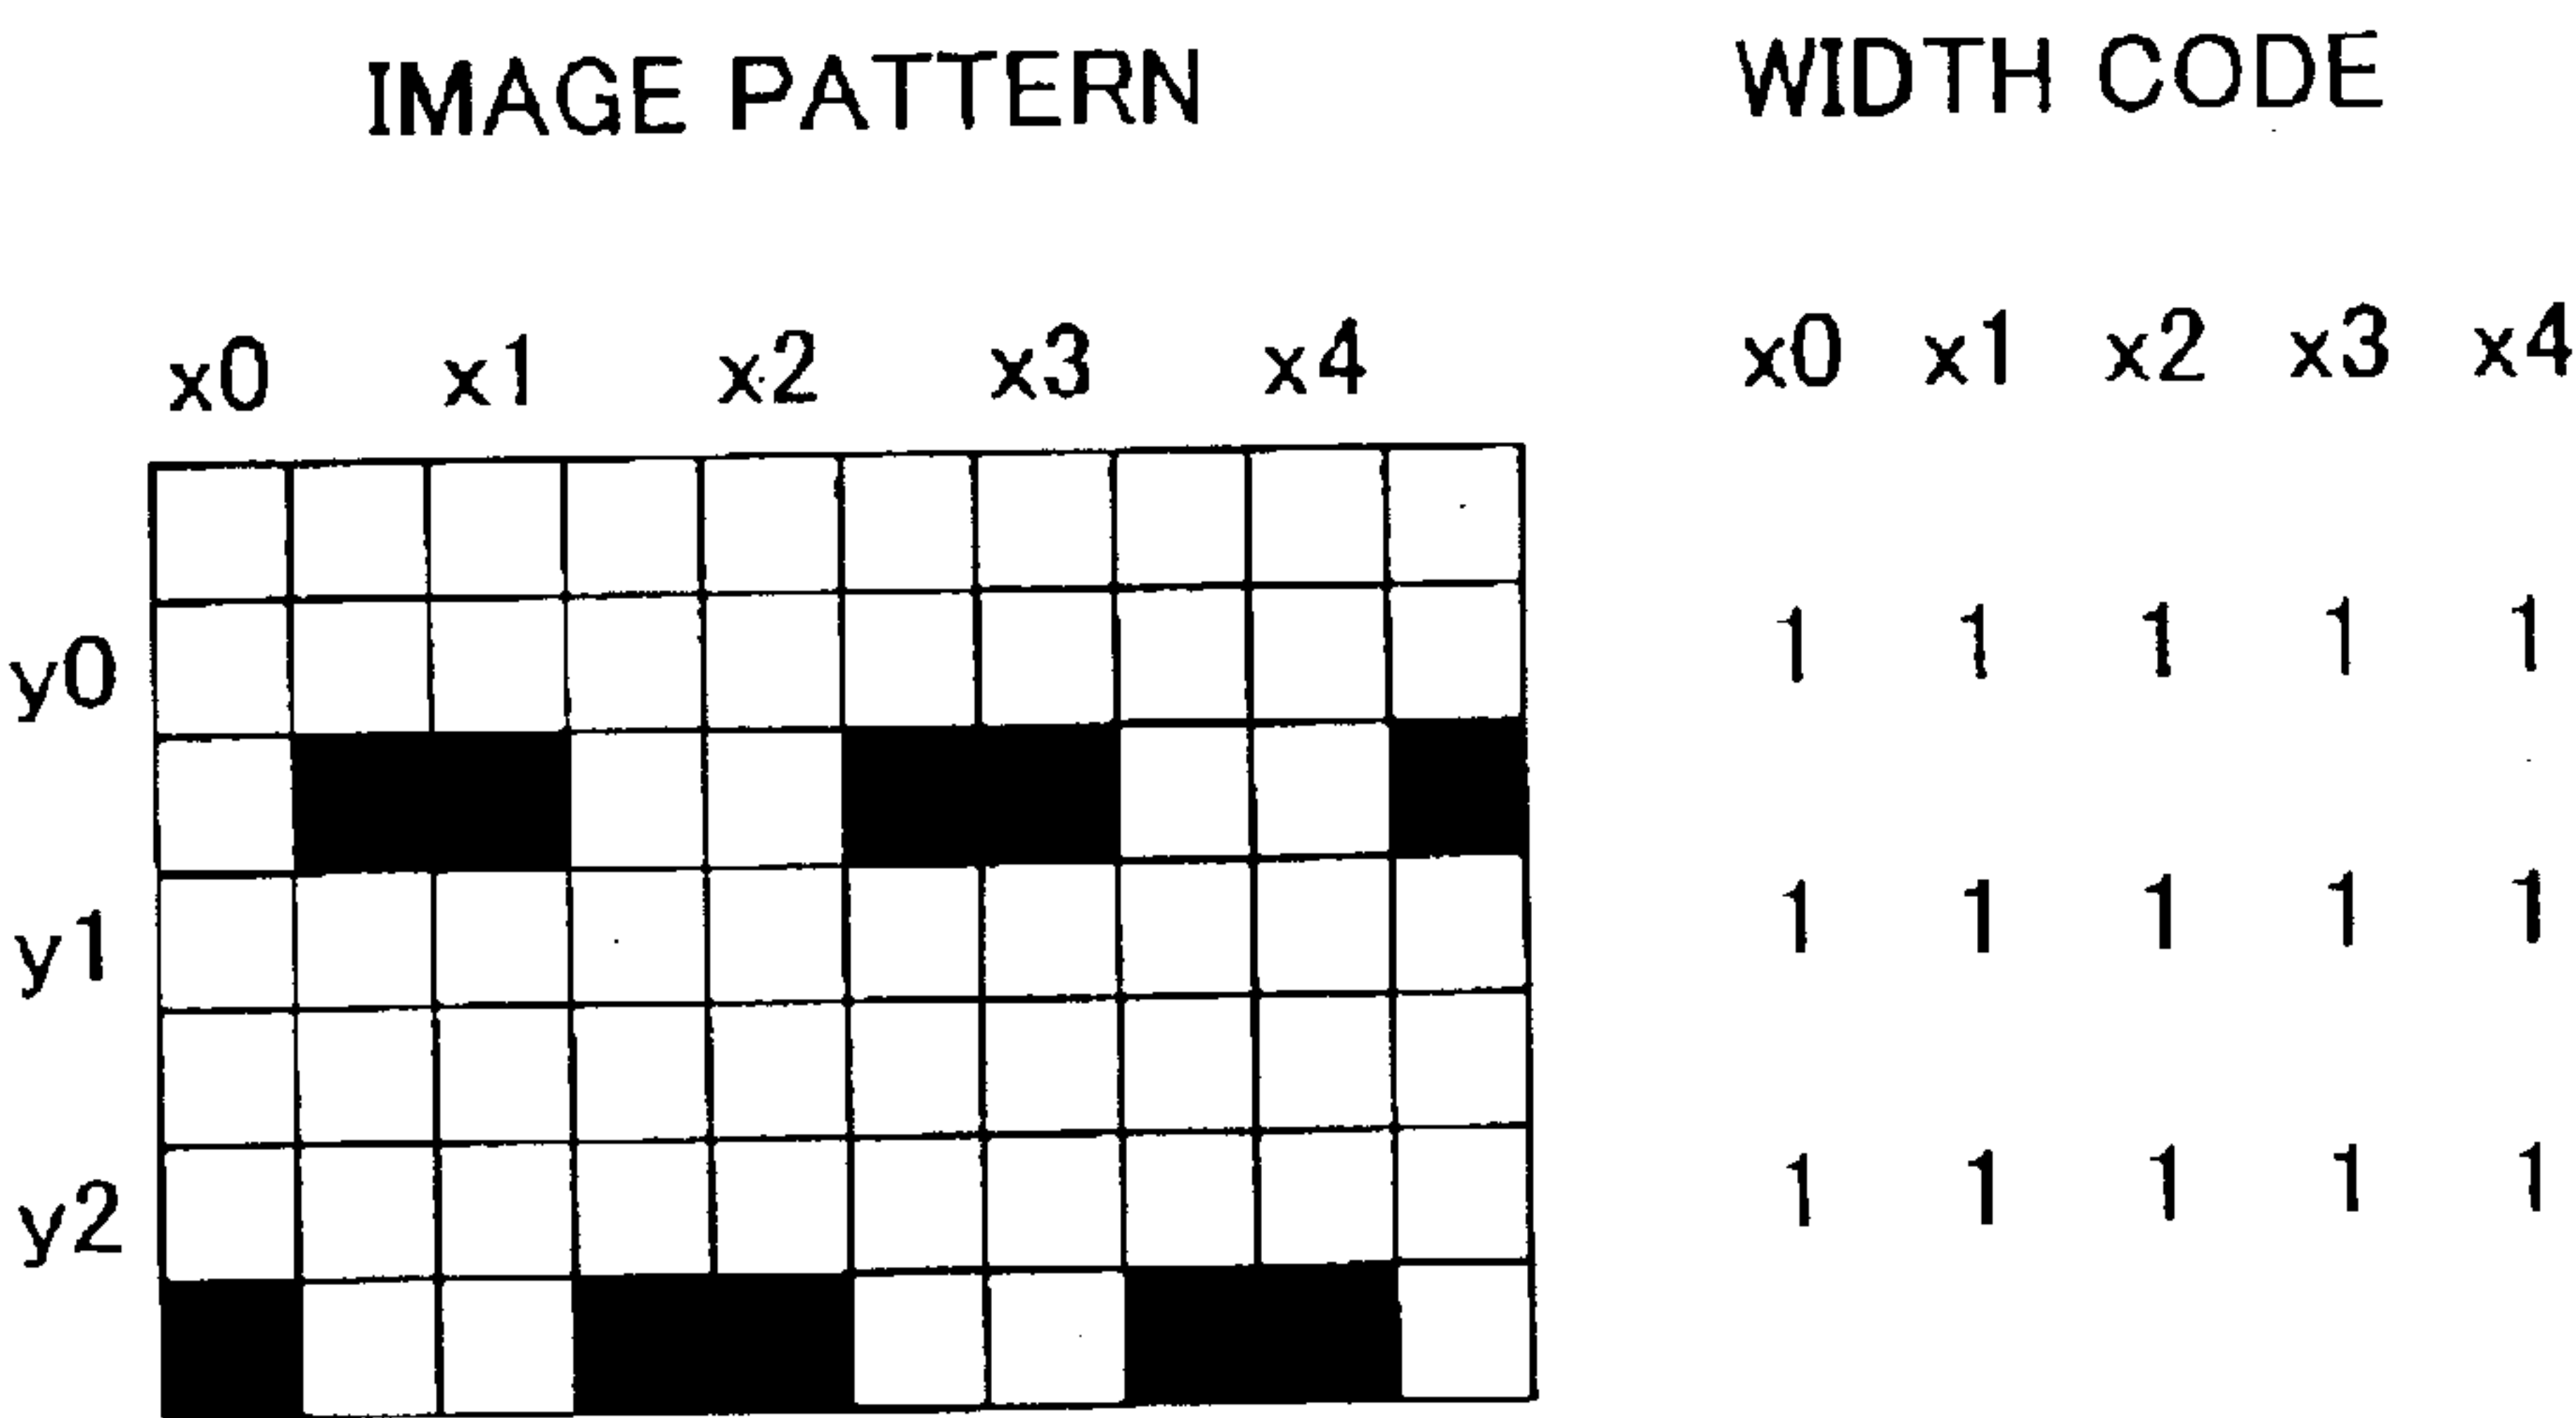 IMAGE PATTERN WIDTH CODE
x0 x1 x2 x3 x4 x0 x1 x2 x3 x4
y0 1 1 1 1 1
y1 1 1 1 1 1
y2 1 1 1 1 1